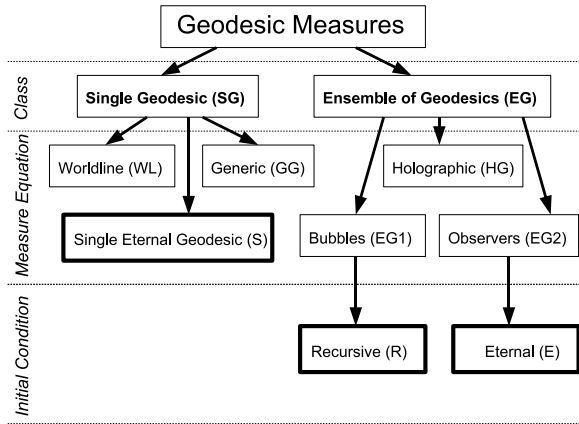 Geodesic Measures
Class
Single Geodesic (SG)
Ensemble of Geodesics (EG)
Measure Equation
Worldline (WL)
Generic (GG)
Holographic (HG)
Single Eternal Geodesic (S)
Bubbles (EG1)
Observers (EG2)
Initial Condition
Recursive (R)
Eternal (E)